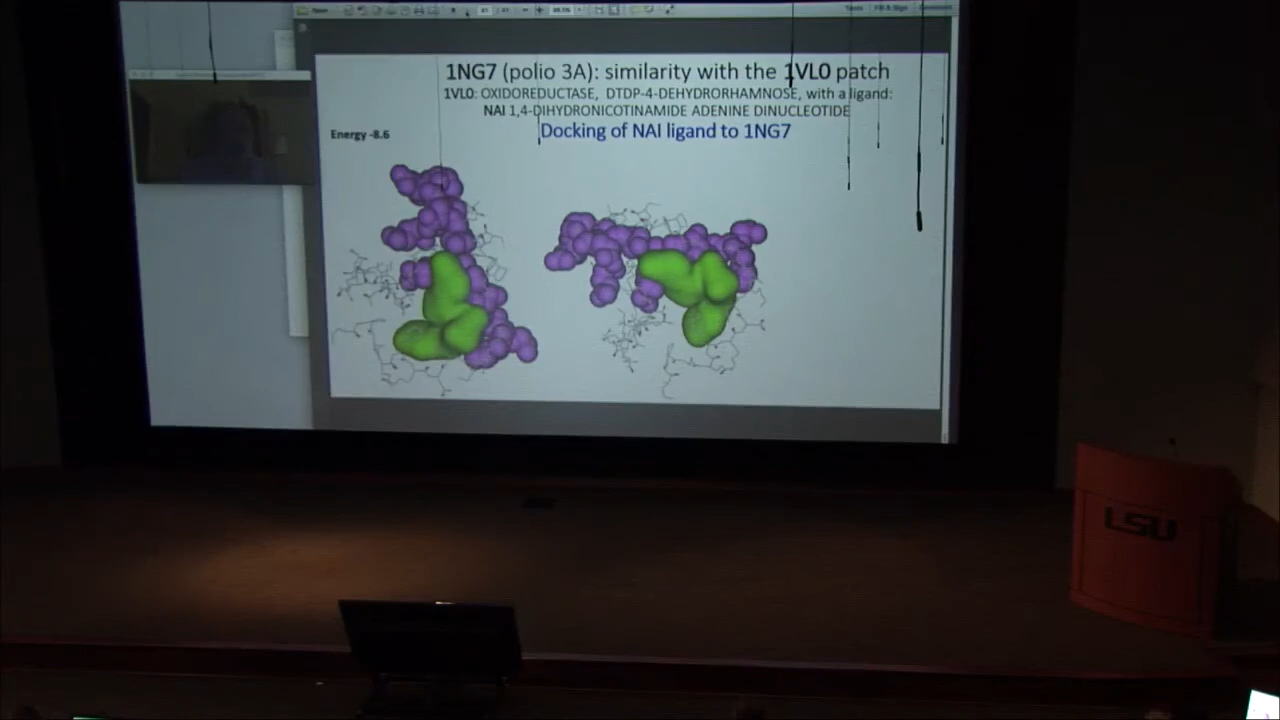 1NG7 (polio 3A): similarity with the 1VL0 patch
1VL0: OXIDOREDUCTASE, DTDP-4-DEHYDRORHAMNOSE, with a ligand:
NAI 1,4-DIHYDRONICOTINAMIDE ADENINE DINUCLEOTIDE
Energy -8.6
Docking of NAI ligand to 1NG7
LSU